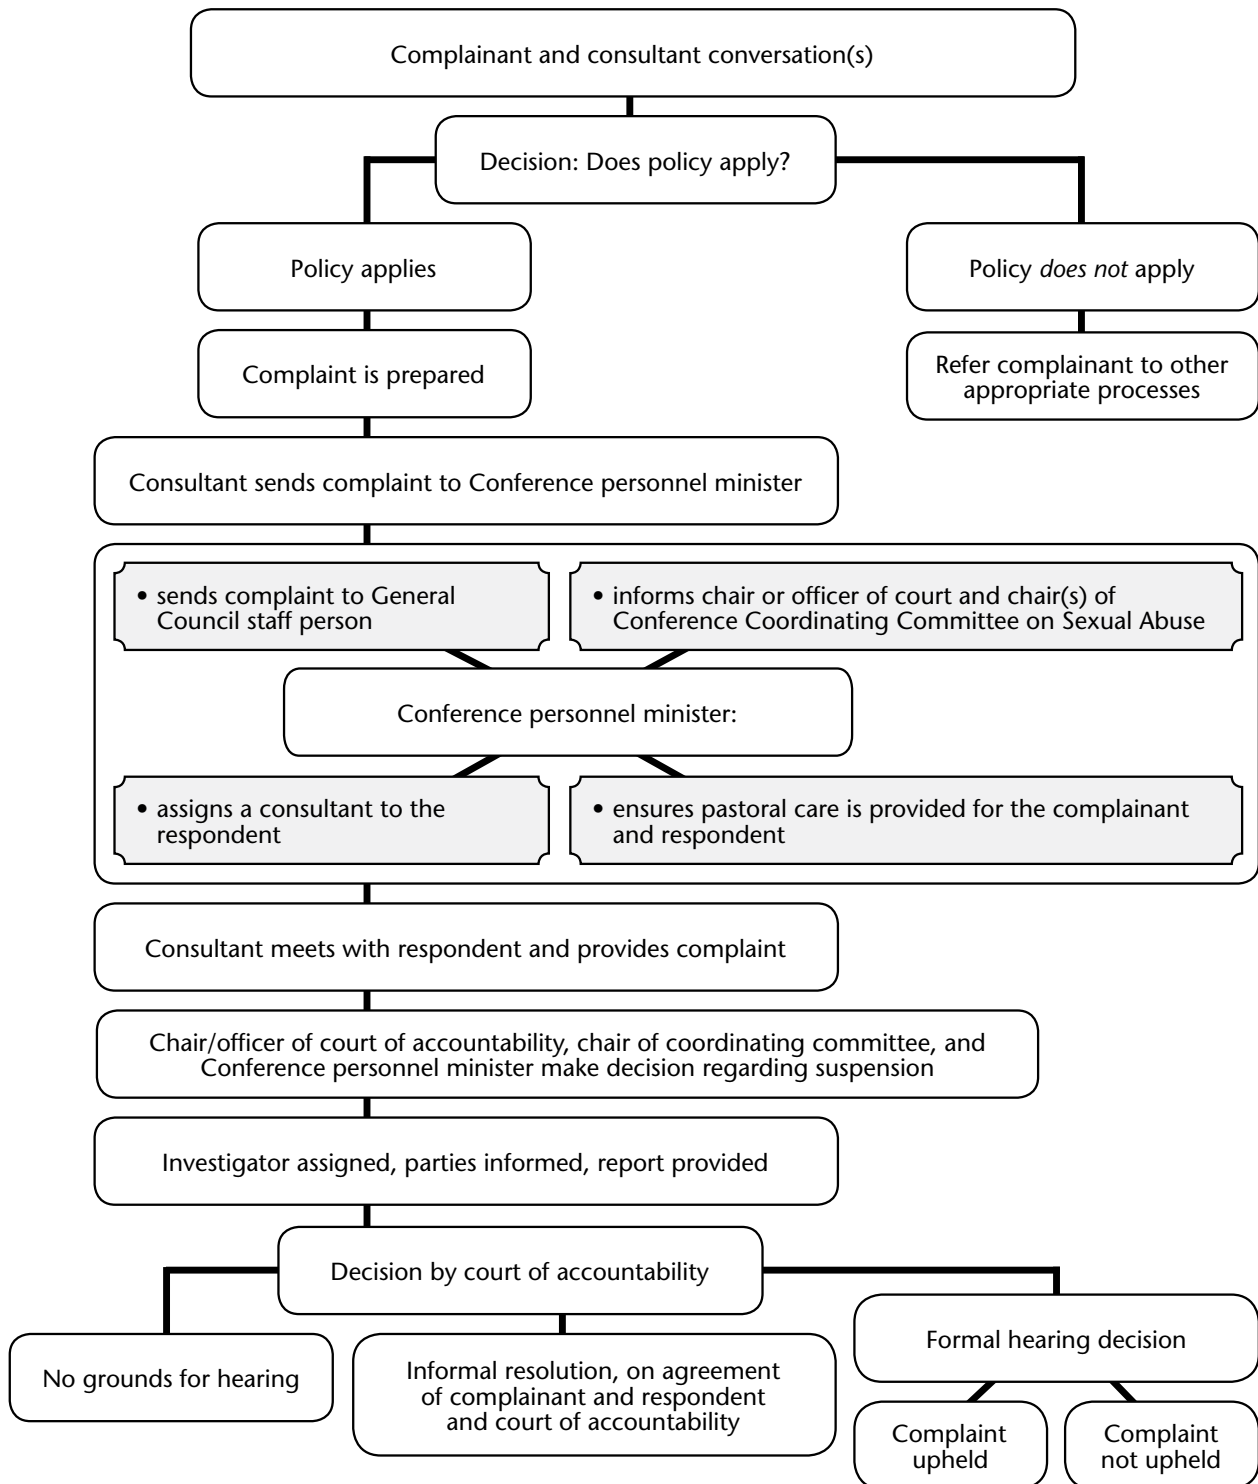 Complainant and consultant conversation(s)
Decision: Does policy apply?
Policy applies
Policy does not apply
Complaint is prepared
Refer complainant to other
appropriate processes
Consultant sends complaint to Conference personnel minister
• sends complaint to General
Council staff person
• informs chair or officer of court and chair(s) of
Conference Coordinating Committee on Sexual Abuse
Conference personnel minister:
• assigns a consultant to the
respondent
• ensures pastoral care is provided for the complainant
and respondent
Consultant meets with respondent and provides complaint
Chair/officer of court of accountability, chair of coordinating committee, and
Conference personnel minister make decision regarding suspension
Investigator assigned, parties informed, report provided
Decision by court of accountability
No grounds for hearing
Informal resolution, on agreement
of complainant and respondent
and court of accountability
Formal hearing decision
Complaint
upheld
Complaint
not upheld